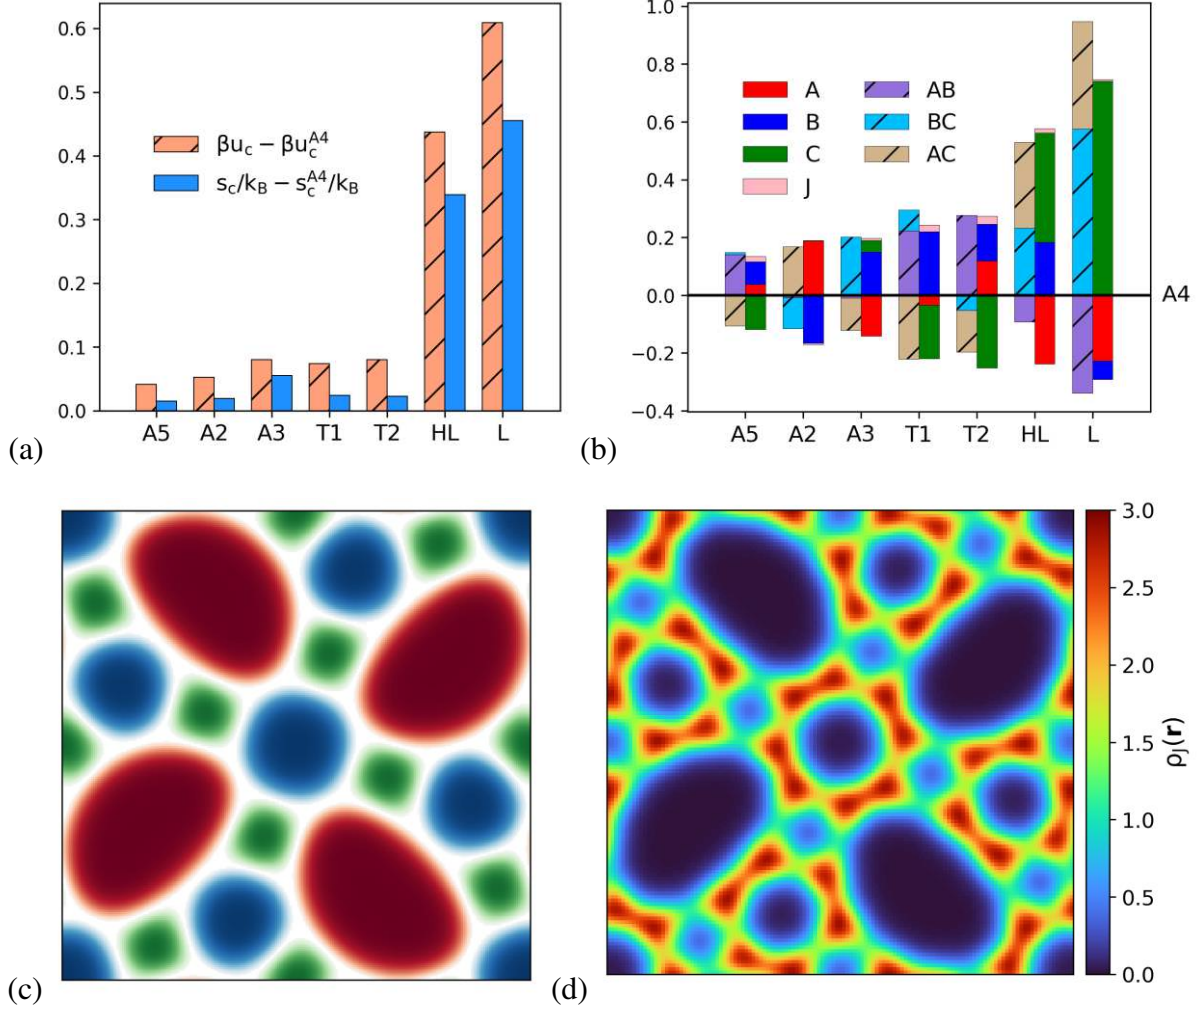 0.6
0.5
0.4
0.3
0.2
0.1
0.0
βu_c − βu_c^A4
s_c/k_B − s_c^A4/k_B
A5 A2 A3 T1 T2 HL L
(a)
1.0
0.8
0.6
0.4
0.2
0.0
−0.2
−0.4
A AB
B BC
C AC
J
A4
A5 A2 A3 T1 T2 HL L
(b)
(c)
(d)
3.0
2.5
2.0
1.5
1.0
0.5
0.0
ρ_J(r)